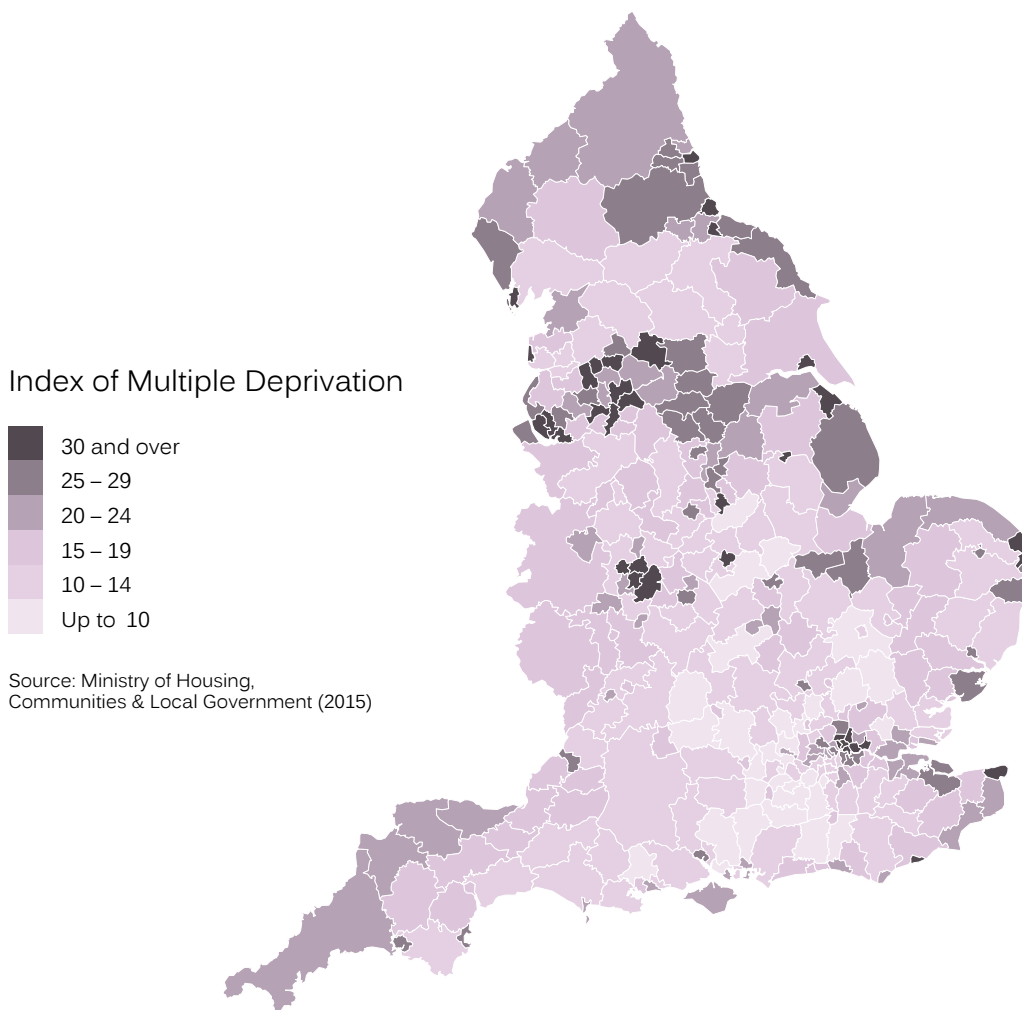 Index of Multiple Deprivation
30 and over
25 – 29
20 – 24
15 – 19
10 – 14
Up to 10
Source: Ministry of Housing,
Communities & Local Government (2015)